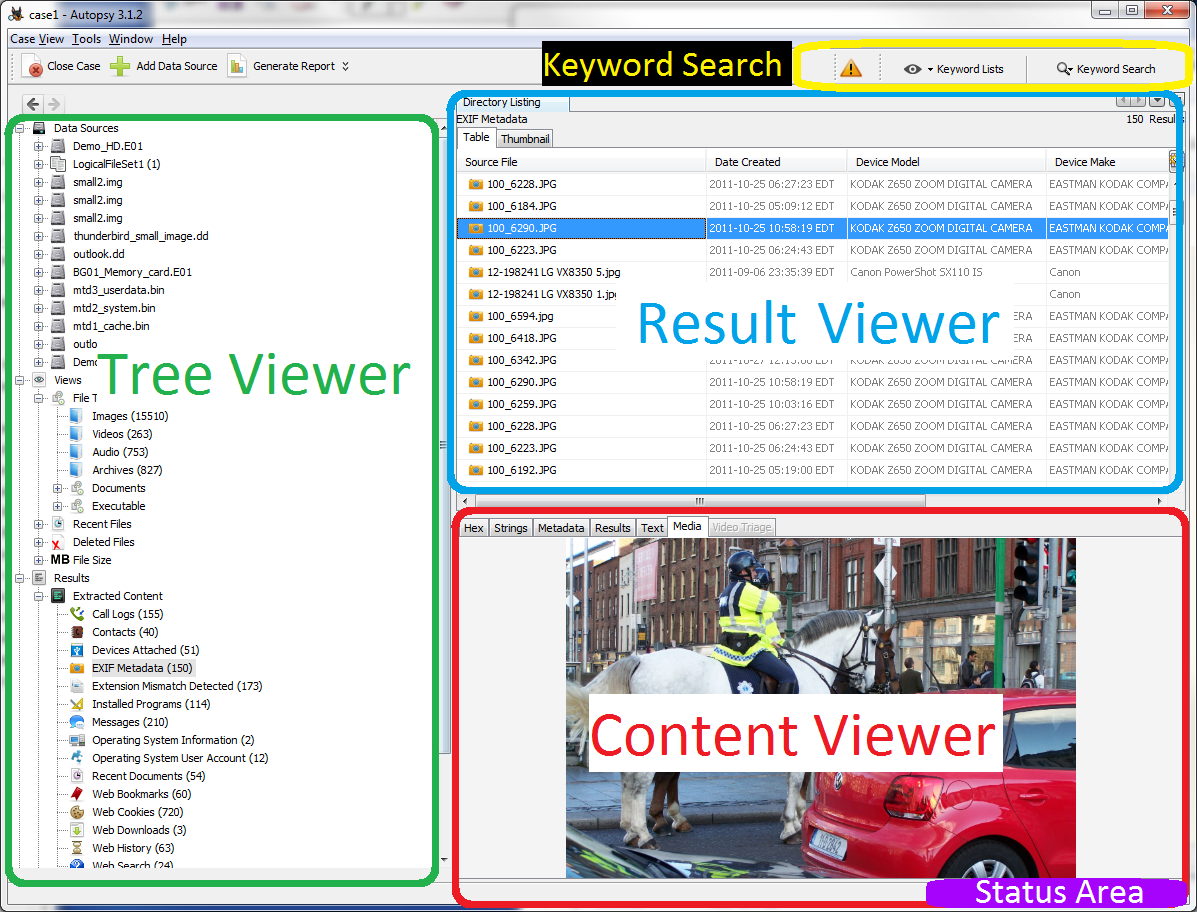 case1 - Autopsy 3.1.2
Case View Tools Window Help
Close Case Add Data Source Generate Report
Keyword Search
Keyword Lists Keyword Search
Data Sources
Demo_HD.E01
LogicalFileSet1 (1)
small2.img
small2.img
small2.img
thunderbird_small_image.dd
outlook.dd
BG01_Memory_card.E01
mtd3_userdata.bin
mtd2_system.bin
mtd1_cache.bin
outlo
Demo
Tree Viewer
Views
File T
Images (15510)
Videos (263)
Audio (753)
Archives (827)
Documents
Executable
Recent Files
Deleted Files
MB File Size
Results
Extracted Content
Call Logs (155)
Contacts (40)
Devices Attached (51)
EXIF Metadata (150)
Extension Mismatch Detected (173)
Installed Programs (114)
Messages (210)
Operating System Information (2)
Operating System User Account (12)
Recent Documents (54)
Web Bookmarks (60)
Web Cookies (720)
Web Downloads (3)
Web History (63)
Web Search (24)
Directory Listing
EXIF Metadata 150 Results
Table Thumbnail
Source File Date Created Device Model Device Make
100_6228.JPG 2011-10-25 06:27:23 EDT KODAK Z650 ZOOM DIGITAL CAMERA EASTMAN KODAK COMPA
100_6184.JPG 2011-10-25 05:09:12 EDT KODAK Z650 ZOOM DIGITAL CAMERA EASTMAN KODAK COMPA
100_6290.JPG 2011-10-25 10:58:19 EDT KODAK Z650 ZOOM DIGITAL CAMERA EASTMAN KODAK COMPA
100_6223.JPG 2011-10-25 06:24:43 EDT KODAK Z650 ZOOM DIGITAL CAMERA EASTMAN KODAK COMPA
12-198241 LG VX8350 5.jpg 2011-09-06 23:35:39 EDT Canon PowerShot SX110 IS Canon
12-198241 LG VX8350 1.jpg Canon
100_6594.jpg EASTMAN KODAK COMPA
Result Viewer
100_6418.JPG EASTMAN KODAK COMPA
100_6342.JPG EASTMAN KODAK COMPA
100_6290.JPG 2011-10-25 10:58:19 EDT KODAK Z650 ZOOM DIGITAL CAMERA EASTMAN KODAK COMPA
100_6259.JPG 2011-10-25 10:03:16 EDT KODAK Z650 ZOOM DIGITAL CAMERA EASTMAN KODAK COMPA
100_6228.JPG 2011-10-25 06:27:23 EDT KODAK Z650 ZOOM DIGITAL CAMERA EASTMAN KODAK COMPA
100_6223.JPG 2011-10-25 06:24:43 EDT KODAK Z650 ZOOM DIGITAL CAMERA EASTMAN KODAK COMPA
100_6192.JPG 2011-10-25 05:19:00 EDT KODAK Z650 ZOOM DIGITAL CAMERA EASTMAN KODAK COMPA
Hex Strings Metadata Results Text Media Video Triage
Content Viewer
Status Area